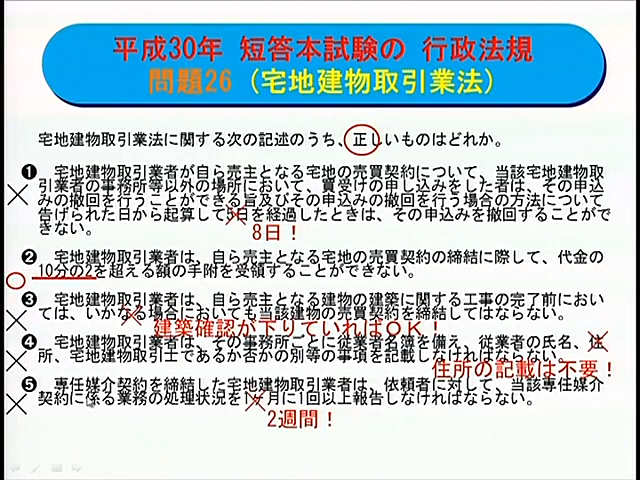 平成30年 短答本試験の 行政法規
問題26（宅地建物取引業法）
宅地建物取引業法に関する次の記述のうち、正しいものはどれか。
❶ 宅地建物取引業者が自ら売主となる宅地の売買契約について、当該宅地建物取
引業者の事務所等以外の場所において、買受けの申し込みをした者は、その申込
みの撤回を行うことができる旨及びその申込みの撤回を行う場合の方法について
告げられた日から起算して5日を経過したときは、その申込みを撤回することがで
きない。
8日！
❷ 宅地建物取引業者は、自ら売主となる宅地の売買契約の締結に際して、代金の
10分の2を超える額の手附を受領することができない。
❸ 宅地建物取引業者は、自ら売主となる建物の建築に関する工事の完了前におい
ては、いかなる場合においても当該建物の売買契約を締結してはならない。
建築確認が下りていればOK！
❹ 宅地建物取引業者は、その事務所ごとに従業者名簿を備え、従業者の氏名、住
所、宅地建物取引士であるか否かの別等の事項を記載しなければならない。
住所の記載は不要！
❺ 専任媒介契約を締結した宅地建物取引業者は、依頼者に対して、当該専任媒介
契約に係る業務の処理状況を1ヶ月に1回以上報告しなければならない。
2週間！